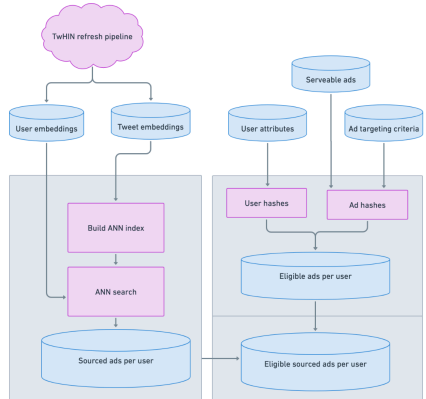 TwHIN refresh pipeline
Serveable ads
User embeddings
Tweet embeddings
User attributes
Ad targeting criteria
User hashes
Ad hashes
Build ANN index
Eligible ads per user
ANN search
Sourced ads per user
Eligible sourced ads per user